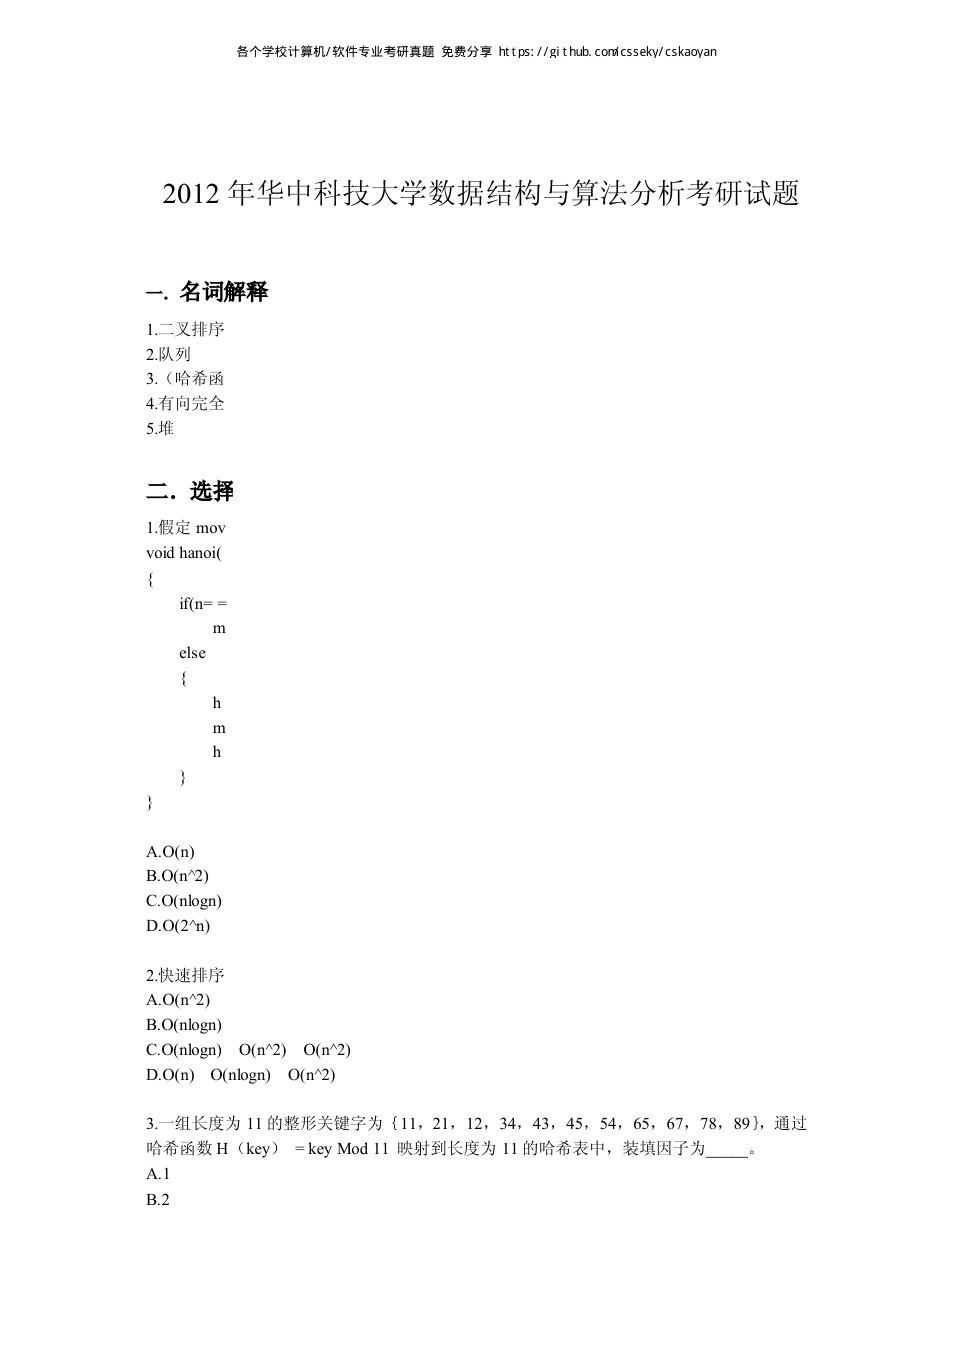 各个学校计算机/软件专业考研真题 免费分享 https://github.com/csseky/cskaoyan
2012 年华中科技大学数据结构与算法分析考研试题
一. 名词解释
1.二叉排序
2.队列
3.（哈希函
4.有向完全
5.堆
二. 选择
1.假定 mov
void hanoi(
{
if(n= =
m
else
{
h
m
h
}
}
A.O(n)
B.O(n^2)
C.O(nlogn)
D.O(2^n)
2.快速排序
A.O(n^2)
B.O(nlogn)
C.O(nlogn) O(n^2) O(n^2)
D.O(n) O(nlogn) O(n^2)
3.一组长度为 11 的整形关键字为｛11，21，12，34，43，45，54，65，67，78，89｝，通过
哈希函数 H（key） = key Mod 11 映射到长度为 11 的哈希表中，装填因子为_____。
A.1
B.2